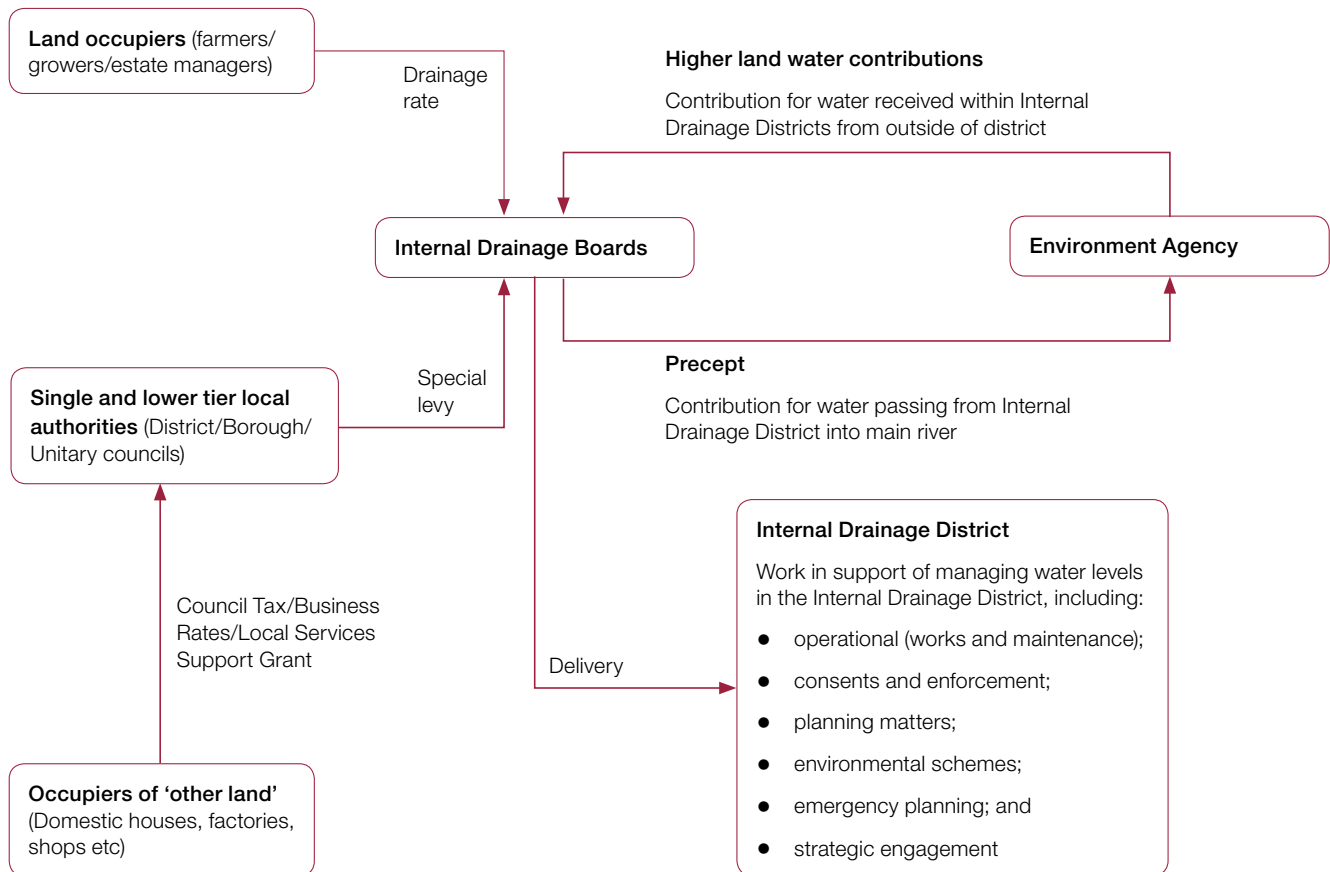 Land occupiers (farmers/
growers/estate managers)
Drainage
rate
Higher land water contributions
Contribution for water received within Internal
Drainage Districts from outside of district
Internal Drainage Boards
Environment Agency
Single and lower tier local
authorities (District/Borough/
Unitary councils)
Special
levy
Precept
Contribution for water passing from Internal
Drainage District into main river
Council Tax/Business
Rates/Local Services
Support Grant
Delivery
Internal Drainage District
Work in support of managing water levels
in the Internal Drainage District, including:
● operational (works and maintenance);
● consents and enforcement;
● planning matters;
● environmental schemes;
● emergency planning; and
● strategic engagement
Occupiers of ‘other land’
(Domestic houses, factories,
shops etc)